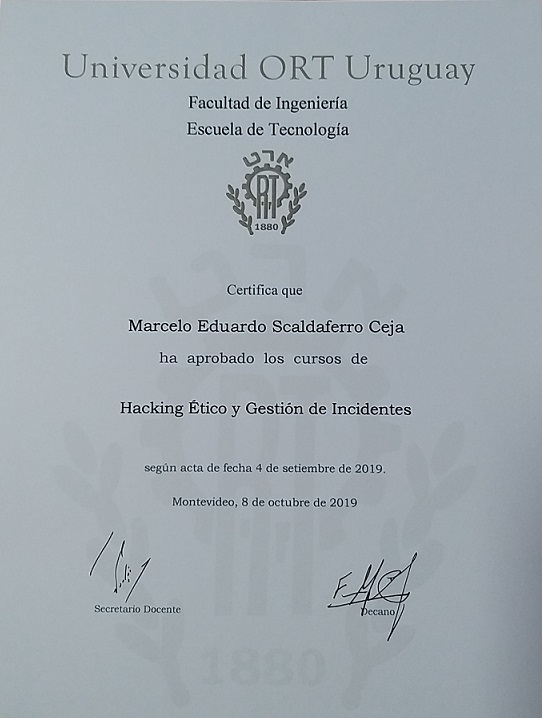 Universidad ORT Uruguay
Facultad de Ingeniería
Escuela de Tecnología
אורט
ORT
1880
Certifica que
Marcelo Eduardo Scaldaferro Ceja
ha aprobado los cursos de
Hacking Ético y Gestión de Incidentes
según acta de fecha 4 de setiembre de 2019.
Montevideo, 8 de octubre de 2019
Secretario Docente
Decano
1880